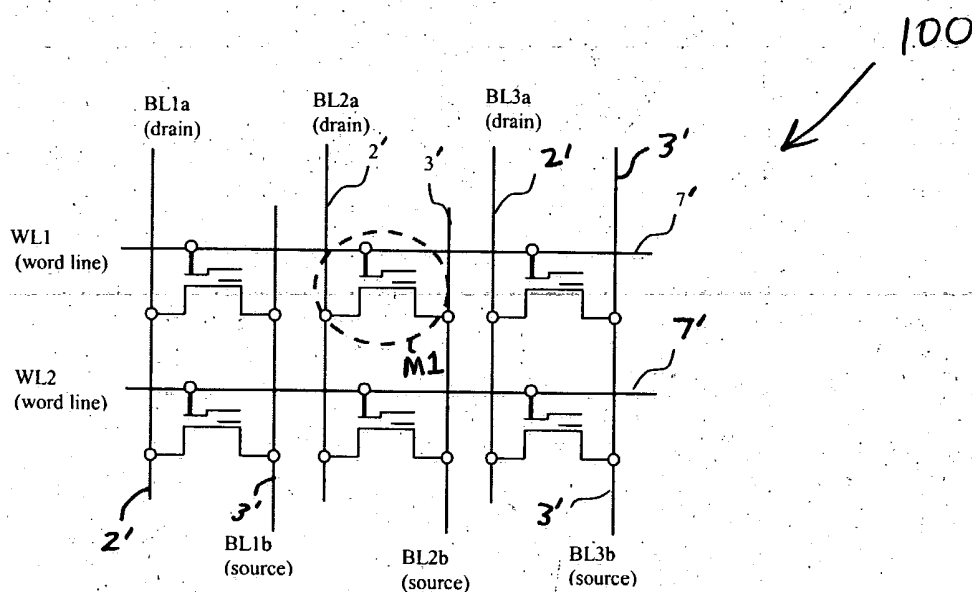 100
BL1a
(drain)
BL2a
(drain)
BL3a
(drain)
2'
3'
2'
3'
7'
WL1
(word line)
M1
7'
WL2
(word line)
2'
3'
3'
BL1b
(source)
BL2b
(source)
BL3b
(source)